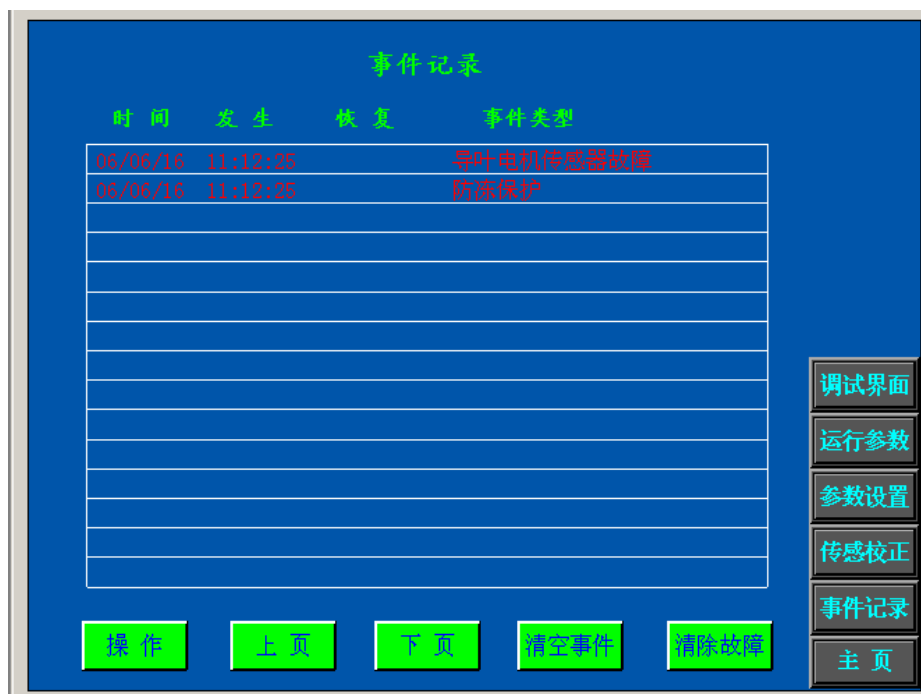 事件记录
时 间 发 生 恢 复 事件类型
06/06/16 11:12:25 导叶电机传感器故障
06/06/16 11:12:25 防冻保护
调试界面
运行参数
参数设置
传感校正
事件记录
主 页
操 作 上 页 下 页 清空事件 清除故障